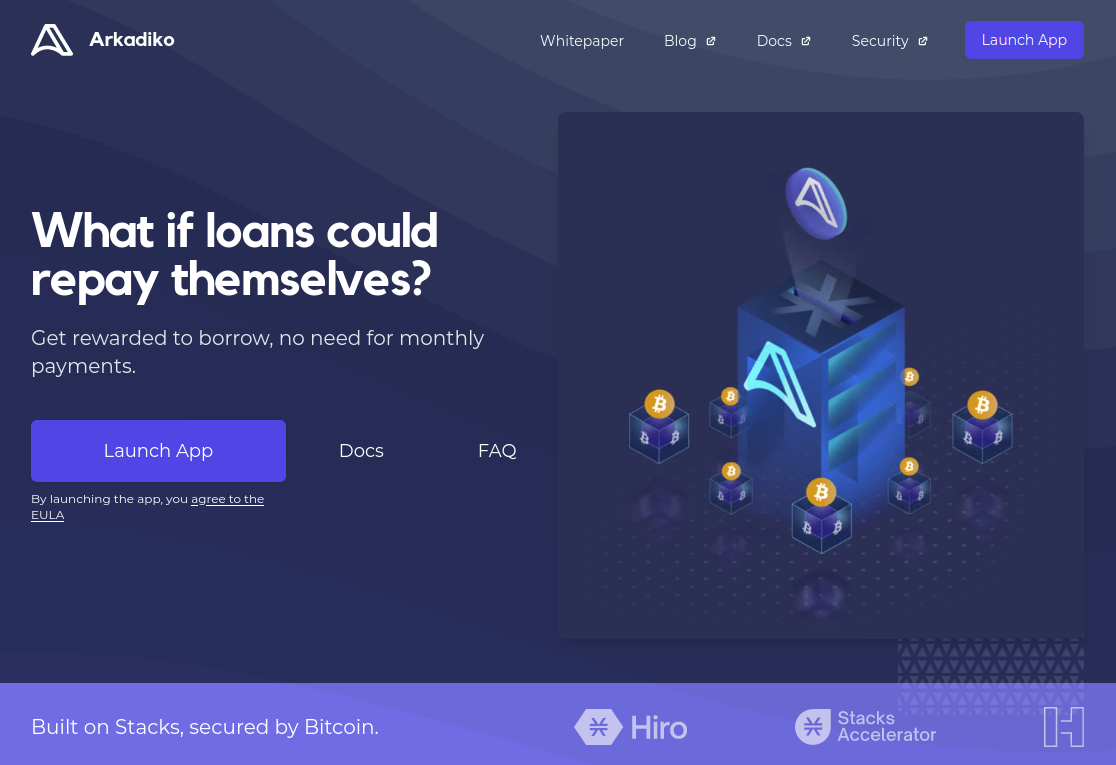 Arkadiko
Whitepaper
Blog
Docs
Security
Launch App
What if loans could
repay themselves?
Get rewarded to borrow, no need for monthly
payments.
Launch App
Docs
FAQ
By launching the app, you agree to the
EULA
Built on Stacks, secured by Bitcoin.
Hiro
Stacks
Accelerator